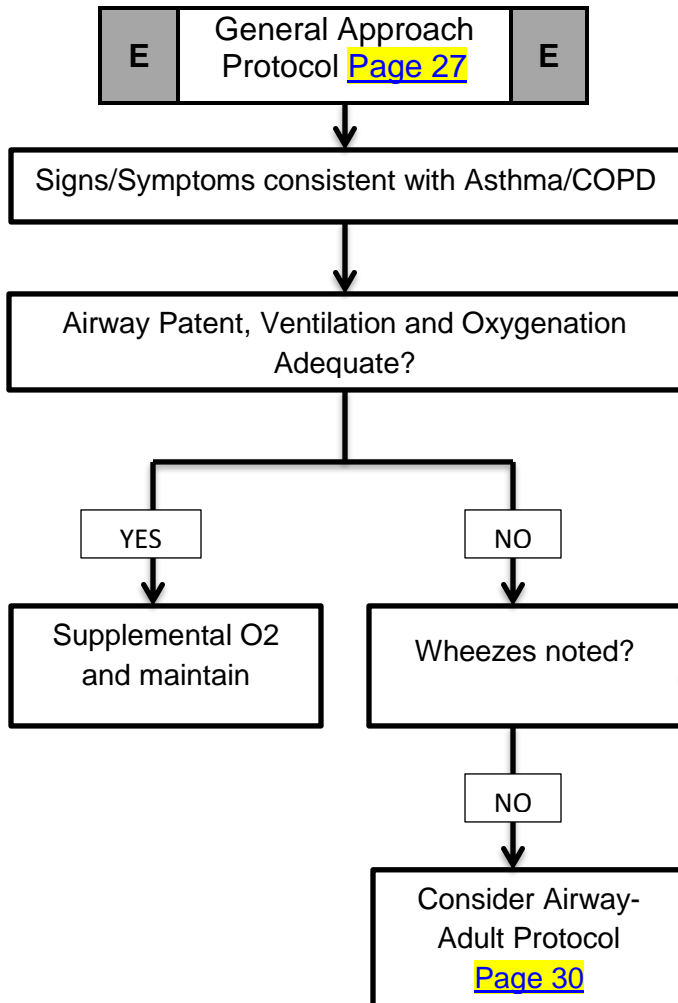 E
General Approach
Protocol Page 27
E
Signs/Symptoms consistent with Asthma/COPD
Airway Patent, Ventilation and Oxygenation
Adequate?
YES
NO
Supplemental O2
and maintain
Wheezes noted?
NO
Consider Airway-
Adult Protocol
Page 30